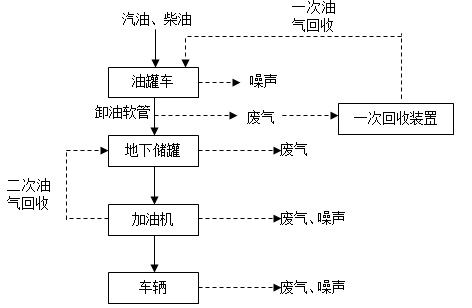 一次油
气回收
汽油、柴油
油罐车
噪声
卸油软管
废气
一次回收装置
地下储罐
废气
二次油
气回收
加油机
废气、噪声
车辆
废气、噪声